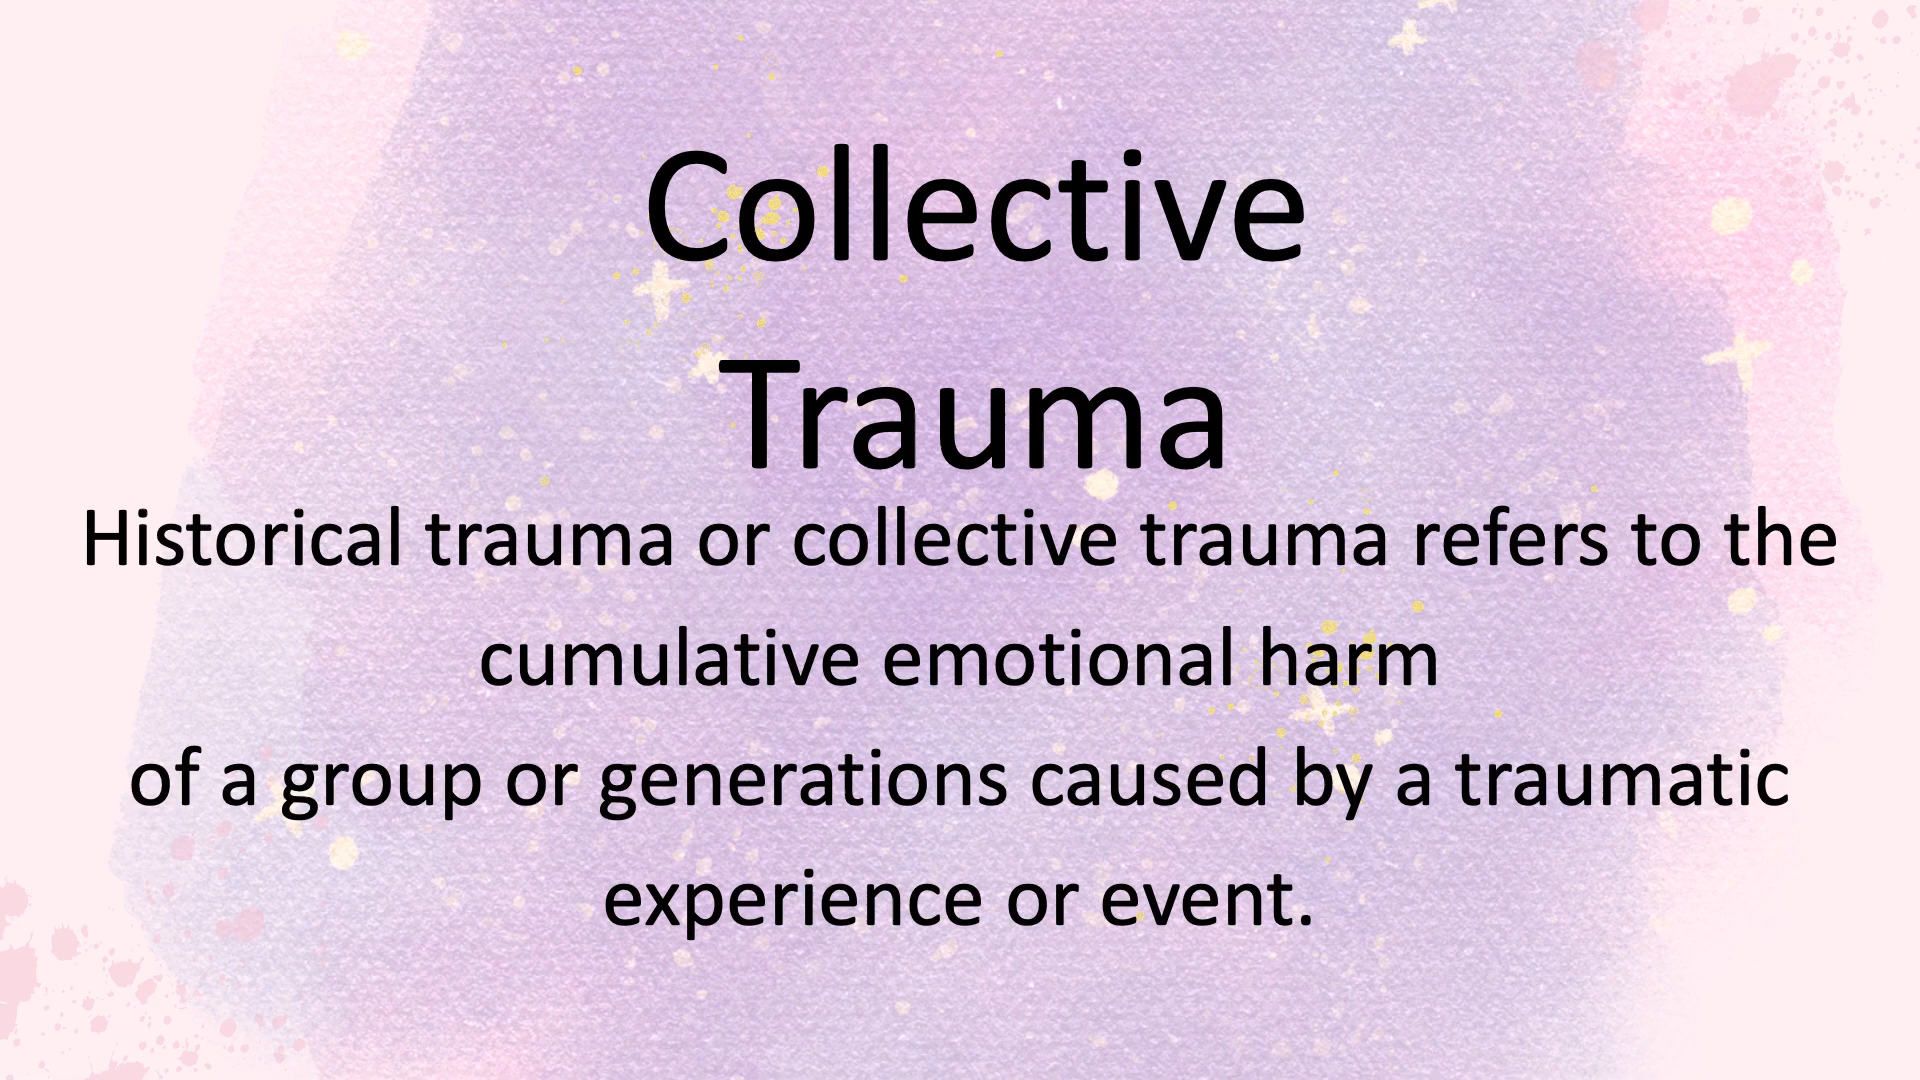 Collective
Trauma
Historical trauma or collective trauma refers to the
cumulative emotional harm
of a group or generations caused by a traumatic
experience or event.